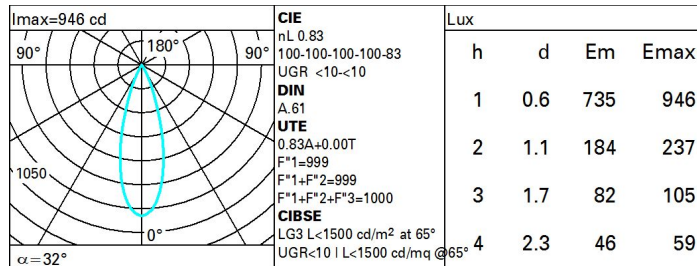 Imax=946 cd
90° 180° 90°
1050
0°
α=32°
CIE
nL 0.83
100-100-100-100-83
UGR <10-<10
DIN
A.61
UTE
0.83A+0.00T
F"1=999
F"1+F"2=999
F"1+F"2+F"3=1000
CIBSE
LG3 L<1500 cd/m² at 65°
UGR<10 | L<1500 cd/mq @65°
Lux
h d Em Emax
1 0.6 735 946
2 1.1 184 237
3 1.7 82 105
4 2.3 46 59